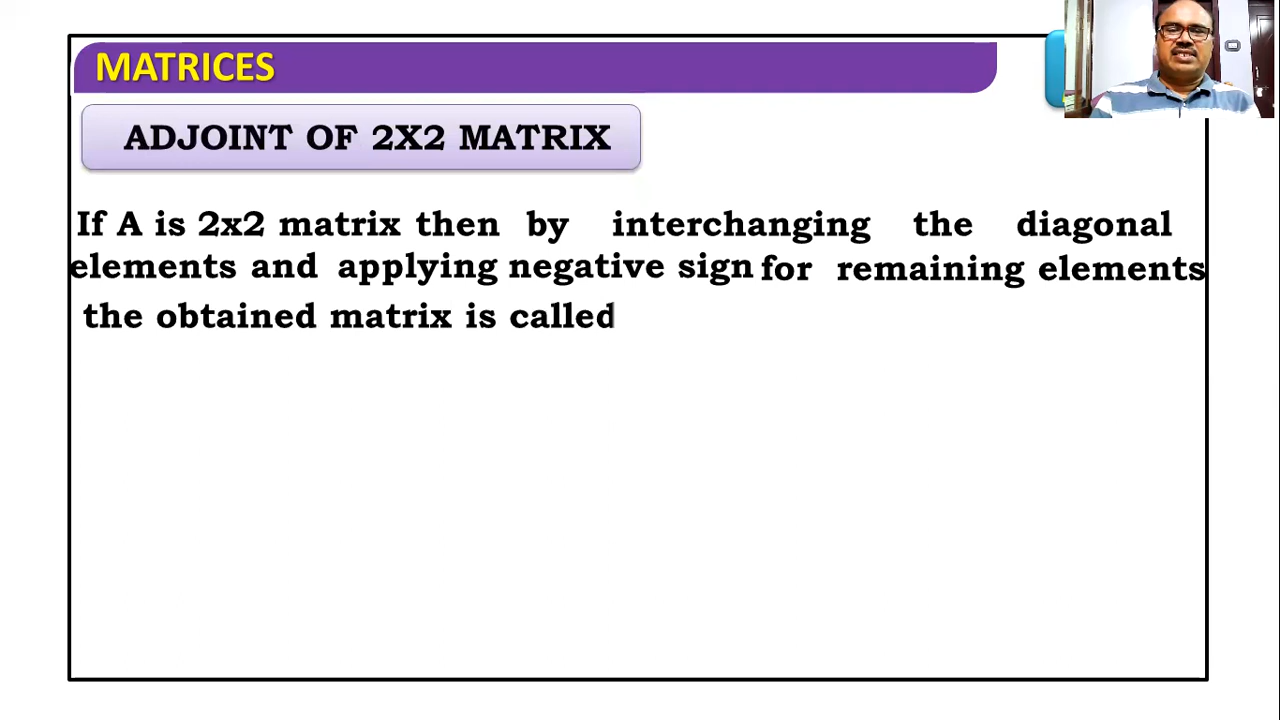 MATRICES
ADJOINT OF 2X2 MATRIX
If A is 2x2 matrix then by interchanging the diagonal
elements and applying negative sign for remaining elements
the obtained matrix is called